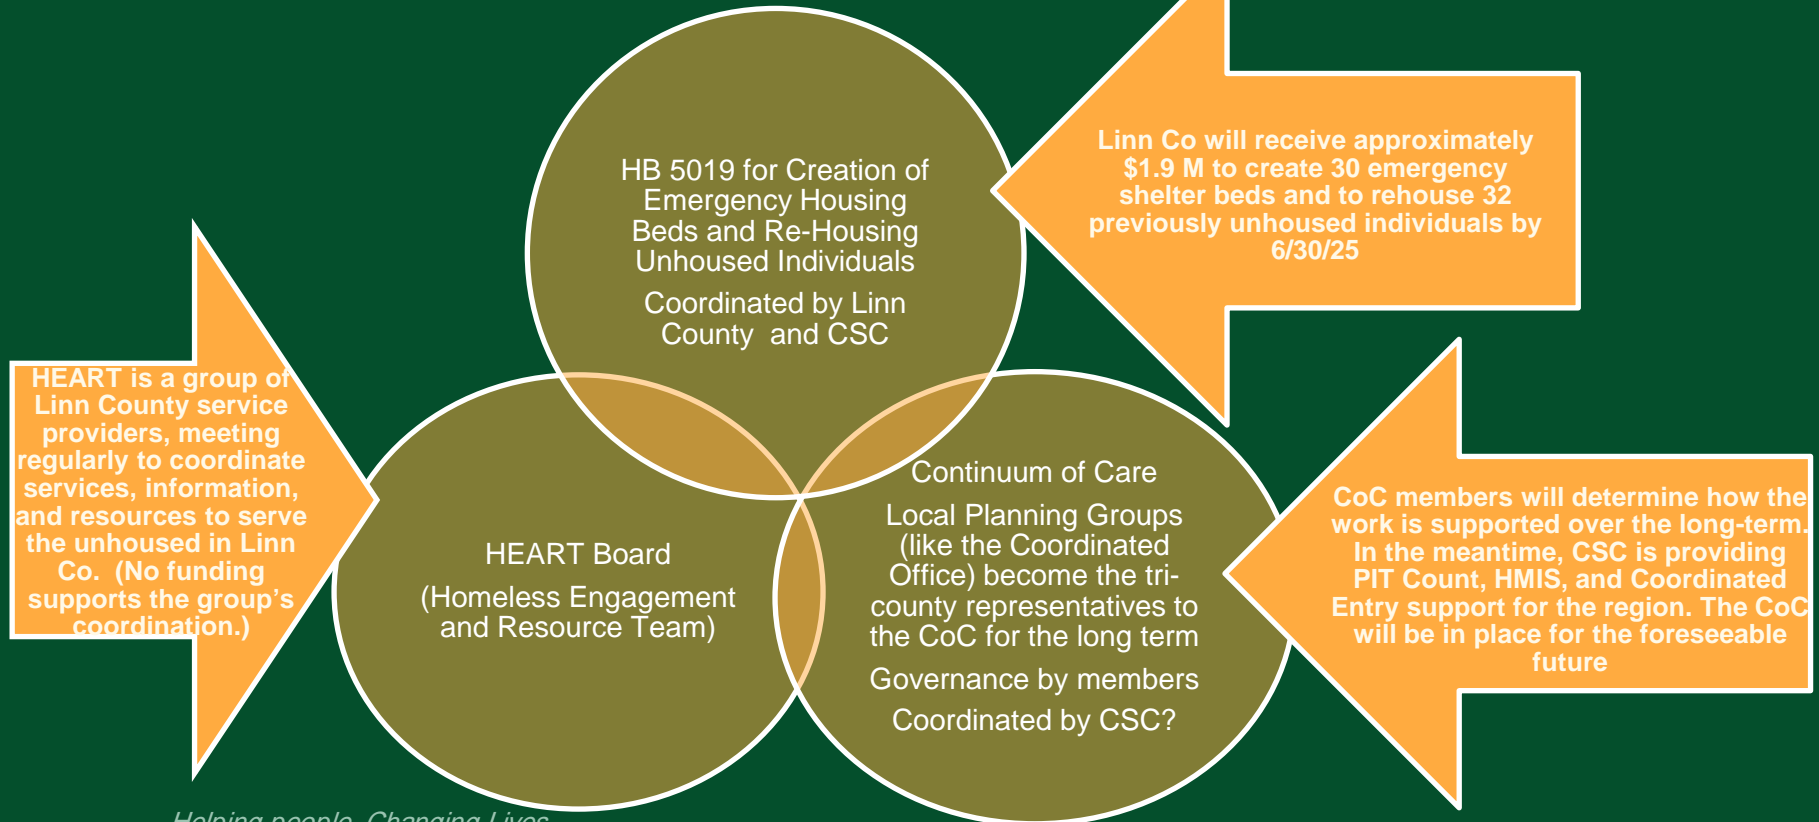 HB 5019 for Creation of
Emergency Housing
Beds and Re-Housing
Unhoused Individuals
Coordinated by Linn
County  and CSC
Linn Co will receive approximately
$1.9 M to create 30 emergency
shelter beds and to rehouse 32
previously unhoused individuals by
6/30/25
HEART is a group of
Linn County service
providers, meeting
regularly to coordinate
services, information,
and resources to serve
the unhoused in Linn
Co.  (No funding
supports the group's
coordination.)
HEART Board
(Homeless Engagement
and Resource Team)
Continuum of Care
Local Planning Groups
(like the Coordinated
Office) become the tri-
county representatives to
the CoC for the long term
Governance by members
Coordinated by CSC?
CoC members will determine how the
work is supported over the long-term.
In the meantime, CSC is providing
PIT Count, HMIS, and Coordinated
Entry support for the region. The CoC
will be in place for the foreseeable
future
Helping people. Changing Lives.